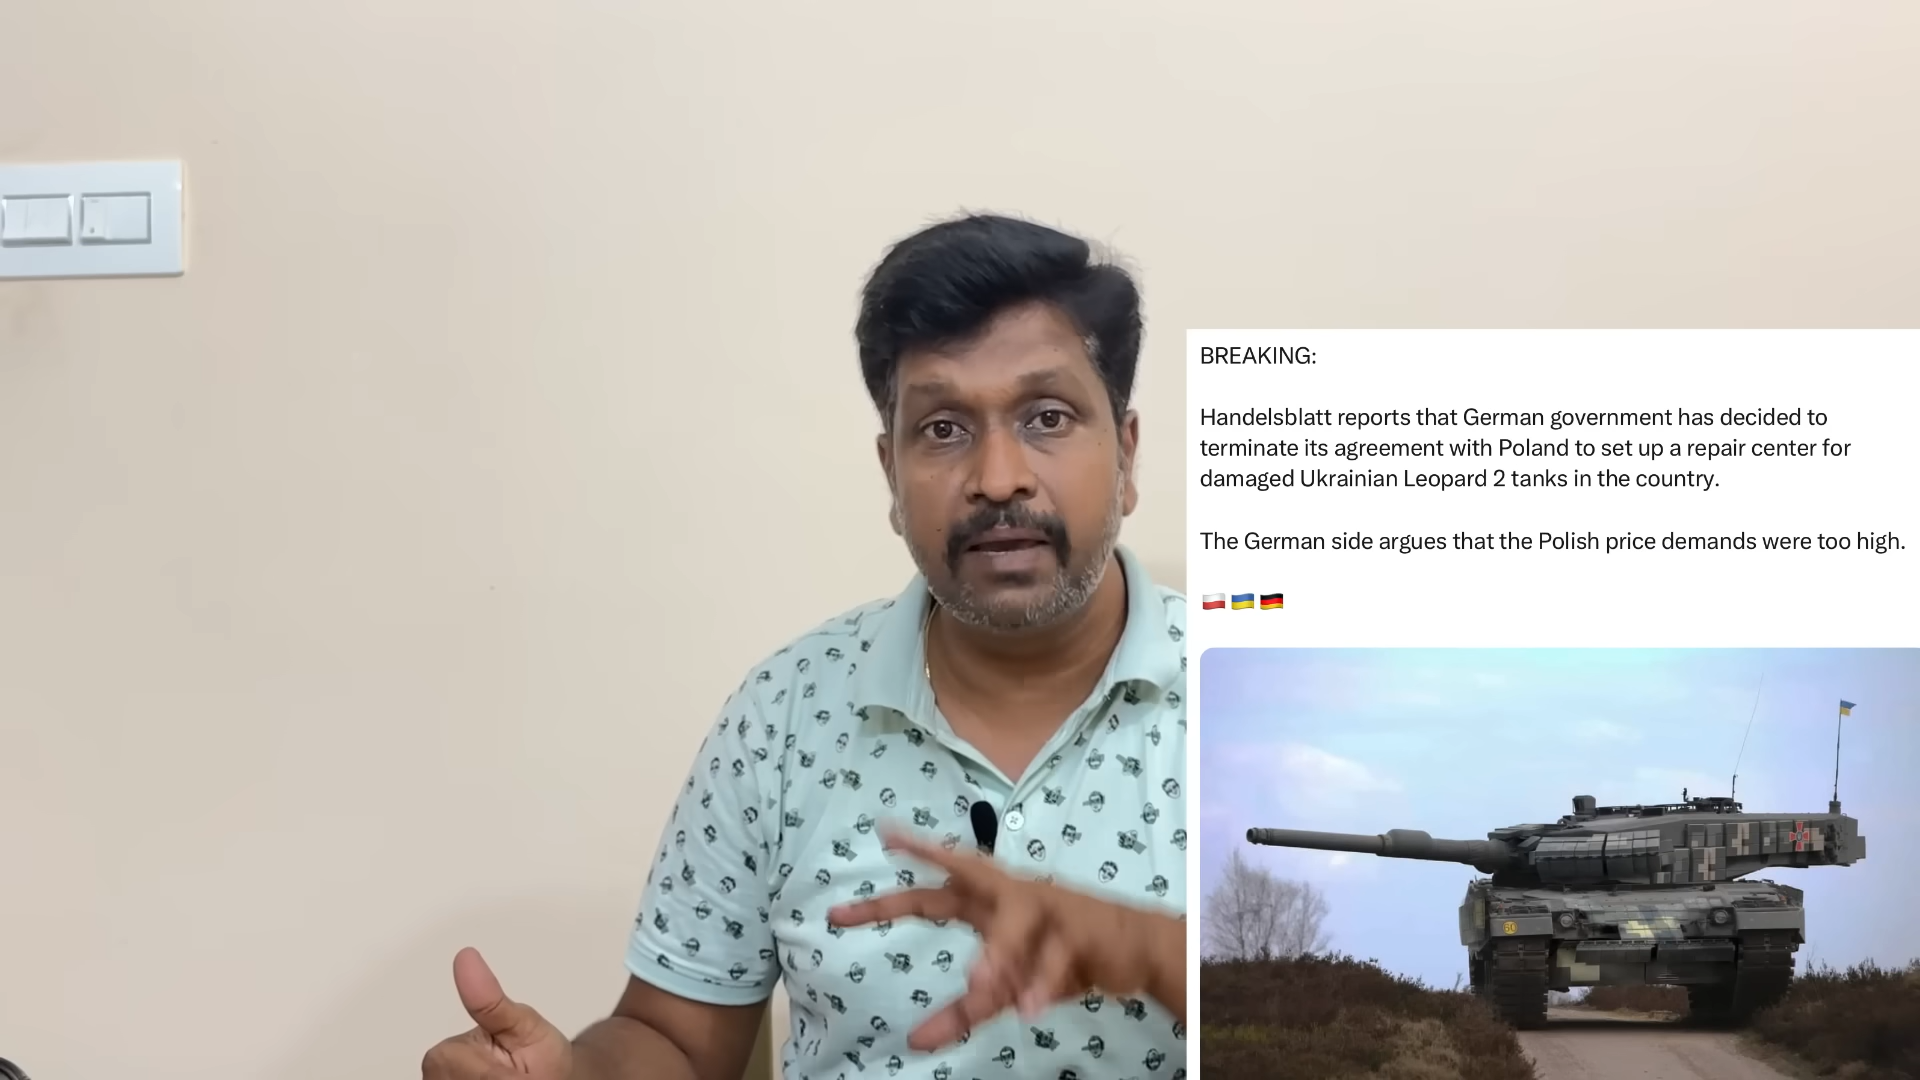 BREAKING:
Handelsblatt reports that German government has decided to
terminate its agreement with Poland to set up a repair center for
damaged Ukrainian Leopard 2 tanks in the country.
The German side argues that the Polish price demands were too high.